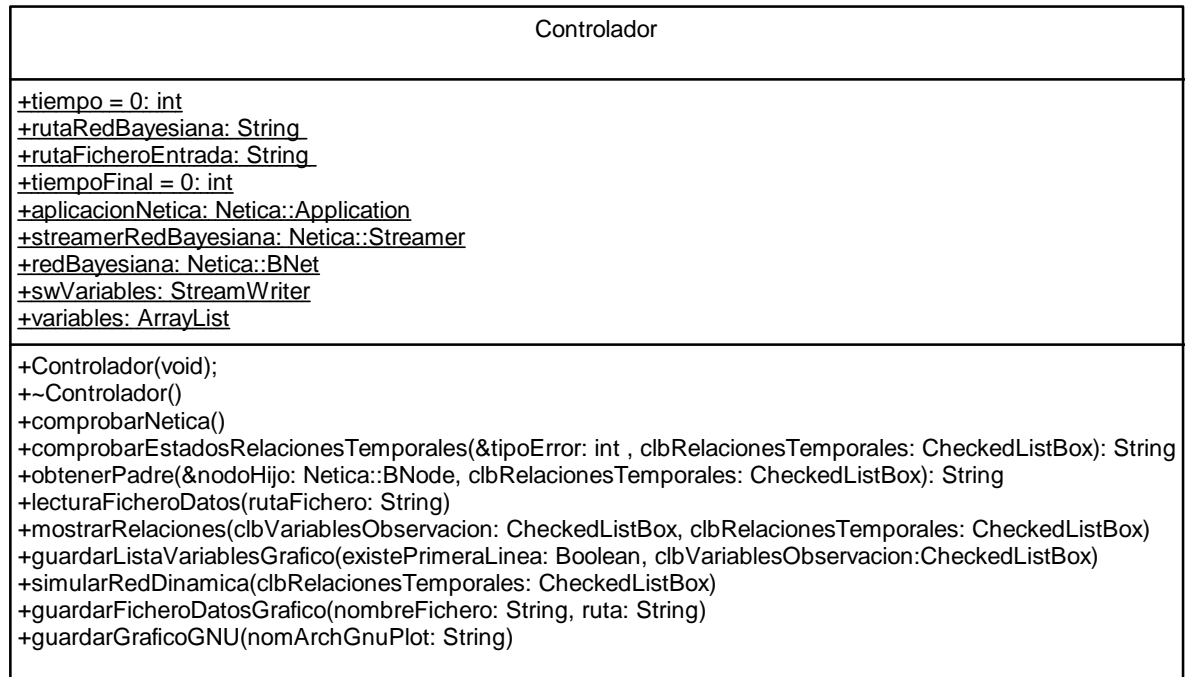 Controlador
+tiempo = 0: int
+rutaRedBayesiana: String
+rutaFicheroEntrada: String
+tiempoFinal = 0: int
+aplicacionNetica: Netica::Application
+streamerRedBayesiana: Netica::Streamer
+redBayesiana: Netica::BNet
+swVariables: StreamWriter
+variables: ArrayList
+Controlador(void);
+~Controlador()
+comprobarNetica()
+comprobarEstadosRelacionesTemporales(&tipoError: int , clbRelacionesTemporales: CheckedListBox): String
+obtenerPadre(&nodoHijo: Netica::BNode, clbRelacionesTemporales: CheckedListBox): String
+lecturaFicheroDatos(rutaFichero: String)
+mostrarRelaciones(clbVariablesObservacion: CheckedListBox, clbRelacionesTemporales: CheckedListBox)
+guardarListaVariablesGrafico(existePrimeraLinea: Boolean, clbVariablesObservacion:CheckedListBox)
+simularRedDinamica(clbRelacionesTemporales: CheckedListBox)
+guardarFicheroDatosGrafico(nombreFichero: String, ruta: String)
+guardarGraficoGNU(nomArchGnuPlot: String)